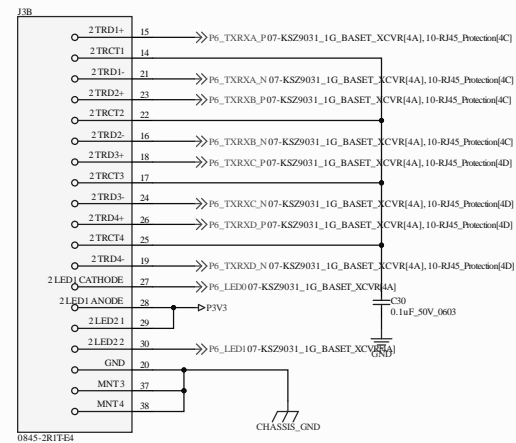 J3B
2 TRD1+ 15 P6_TXRXA_P 07-KSZ9031_1G_BASET_XCVR[4A], 10-RJ45_Protection[4C]
2 TRCT1 14
2 TRD1- 21 P6_TXRXA_N 07-KSZ9031_1G_BASET_XCVR[4A], 10-RJ45_Protection[4C]
2 TRD2+ 23 P6_TXRXB_P 07-KSZ9031_1G_BASET_XCVR[4A], 10-RJ45_Protection[4C]
2 TRCT2 22
2 TRD2- 16 P6_TXRXB_N 07-KSZ9031_1G_BASET_XCVR[4A], 10-RJ45_Protection[4C]
2 TRD3+ 18 P6_TXRXC_P 07-KSZ9031_1G_BASET_XCVR[4A], 10-RJ45_Protection[4D]
2 TRCT3 17
2 TRD3- 24 P6_TXRXC_N 07-KSZ9031_1G_BASET_XCVR[4A], 10-RJ45_Protection[4D]
2 TRD4+ 26 P6_TXRXD_P 07-KSZ9031_1G_BASET_XCVR[4A], 10-RJ45_Protection[4D]
2 TRCT4 25
2 TRD4- 19 P6_TXRXD_N 07-KSZ9031_1G_BASET_XCVR[4A], 10-RJ45_Protection[4D]
2 LED1 CATHODE 27 P6_LED0 07-KSZ9031_1G_BASET_XCVR[4A]
2 LED1 ANODE 28 P3V3
C30
0.1uF_50V_0603
2 LED2 1 29
2 LED2 2 30 P6_LED1 07-KSZ9031_1G_BASET_XCVR[4A]
GND
GND 20
MNT 3 37
MNT 4 38
CHASSIS_GND
0845-2R1T-E4